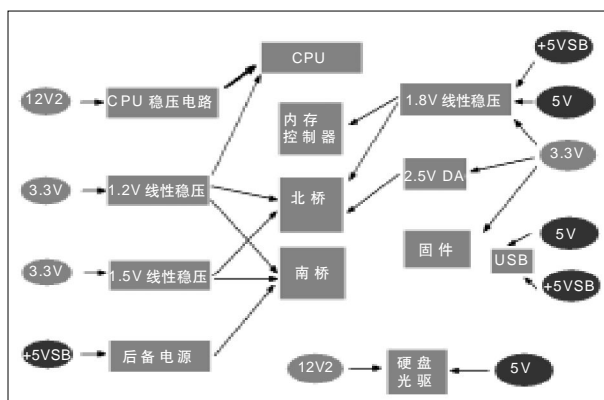 CPU
+5VSB
12V2
CPU 稳压电路
1.8V 线性稳压
5V
内存
控制器
3.3V
3.3V
1.2V 线性稳压
北桥
2.5V DA
固件
5V
USB
3.3V
1.5V 线性稳压
南桥
+5VSB
+5VSB
后备电源
12V2
硬盘
光驱
5V